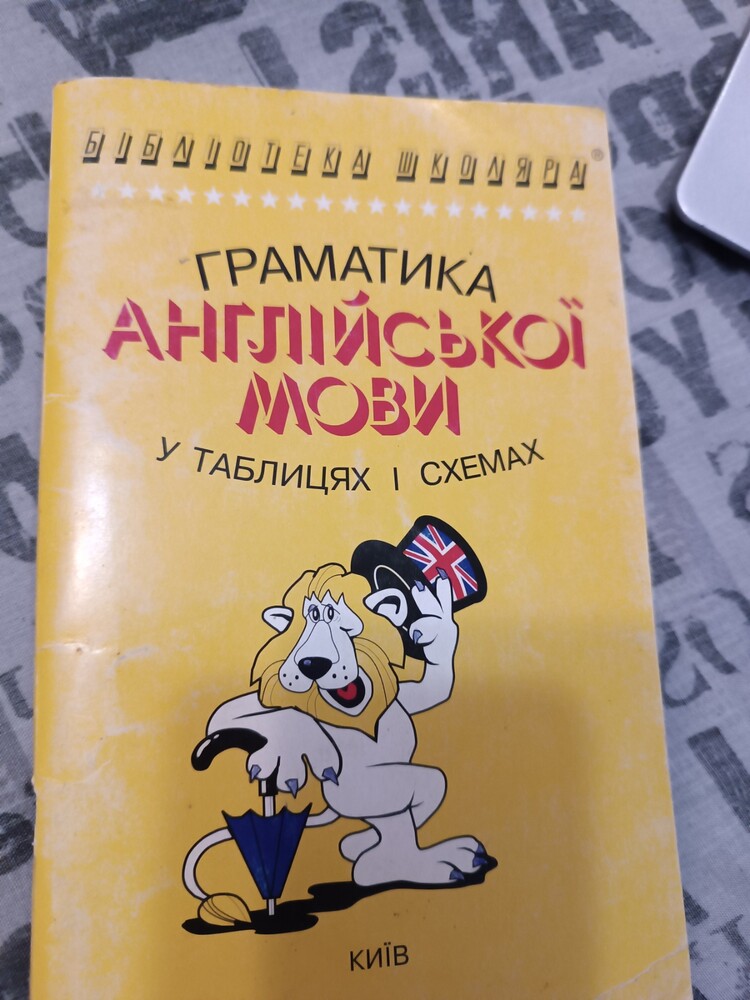 БІБЛІОТЕКА ШКОЛЯРА®
ГРАМАТИКА
АНГЛІЙСЬКОЇ
МОВИ
У ТАБЛИЦЯХ І СХЕМАХ
КИЇВ